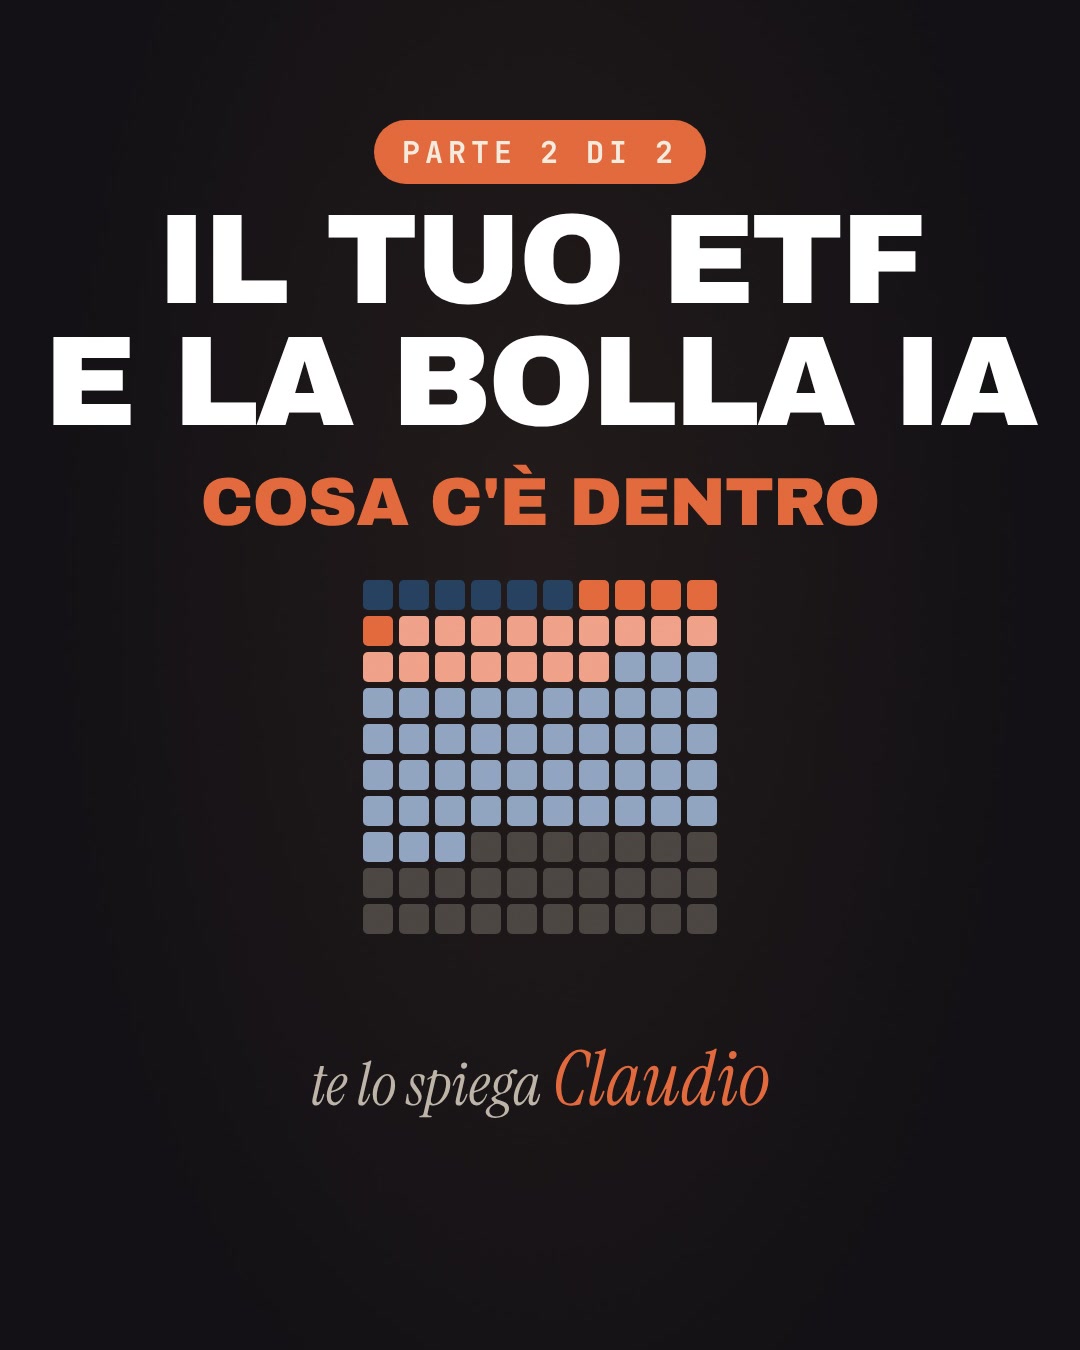 PARTE 2 DI 2
IL TUO ETF
E LA BOLLA IA
COSA C'È DENTRO
te lo spiega Claudio